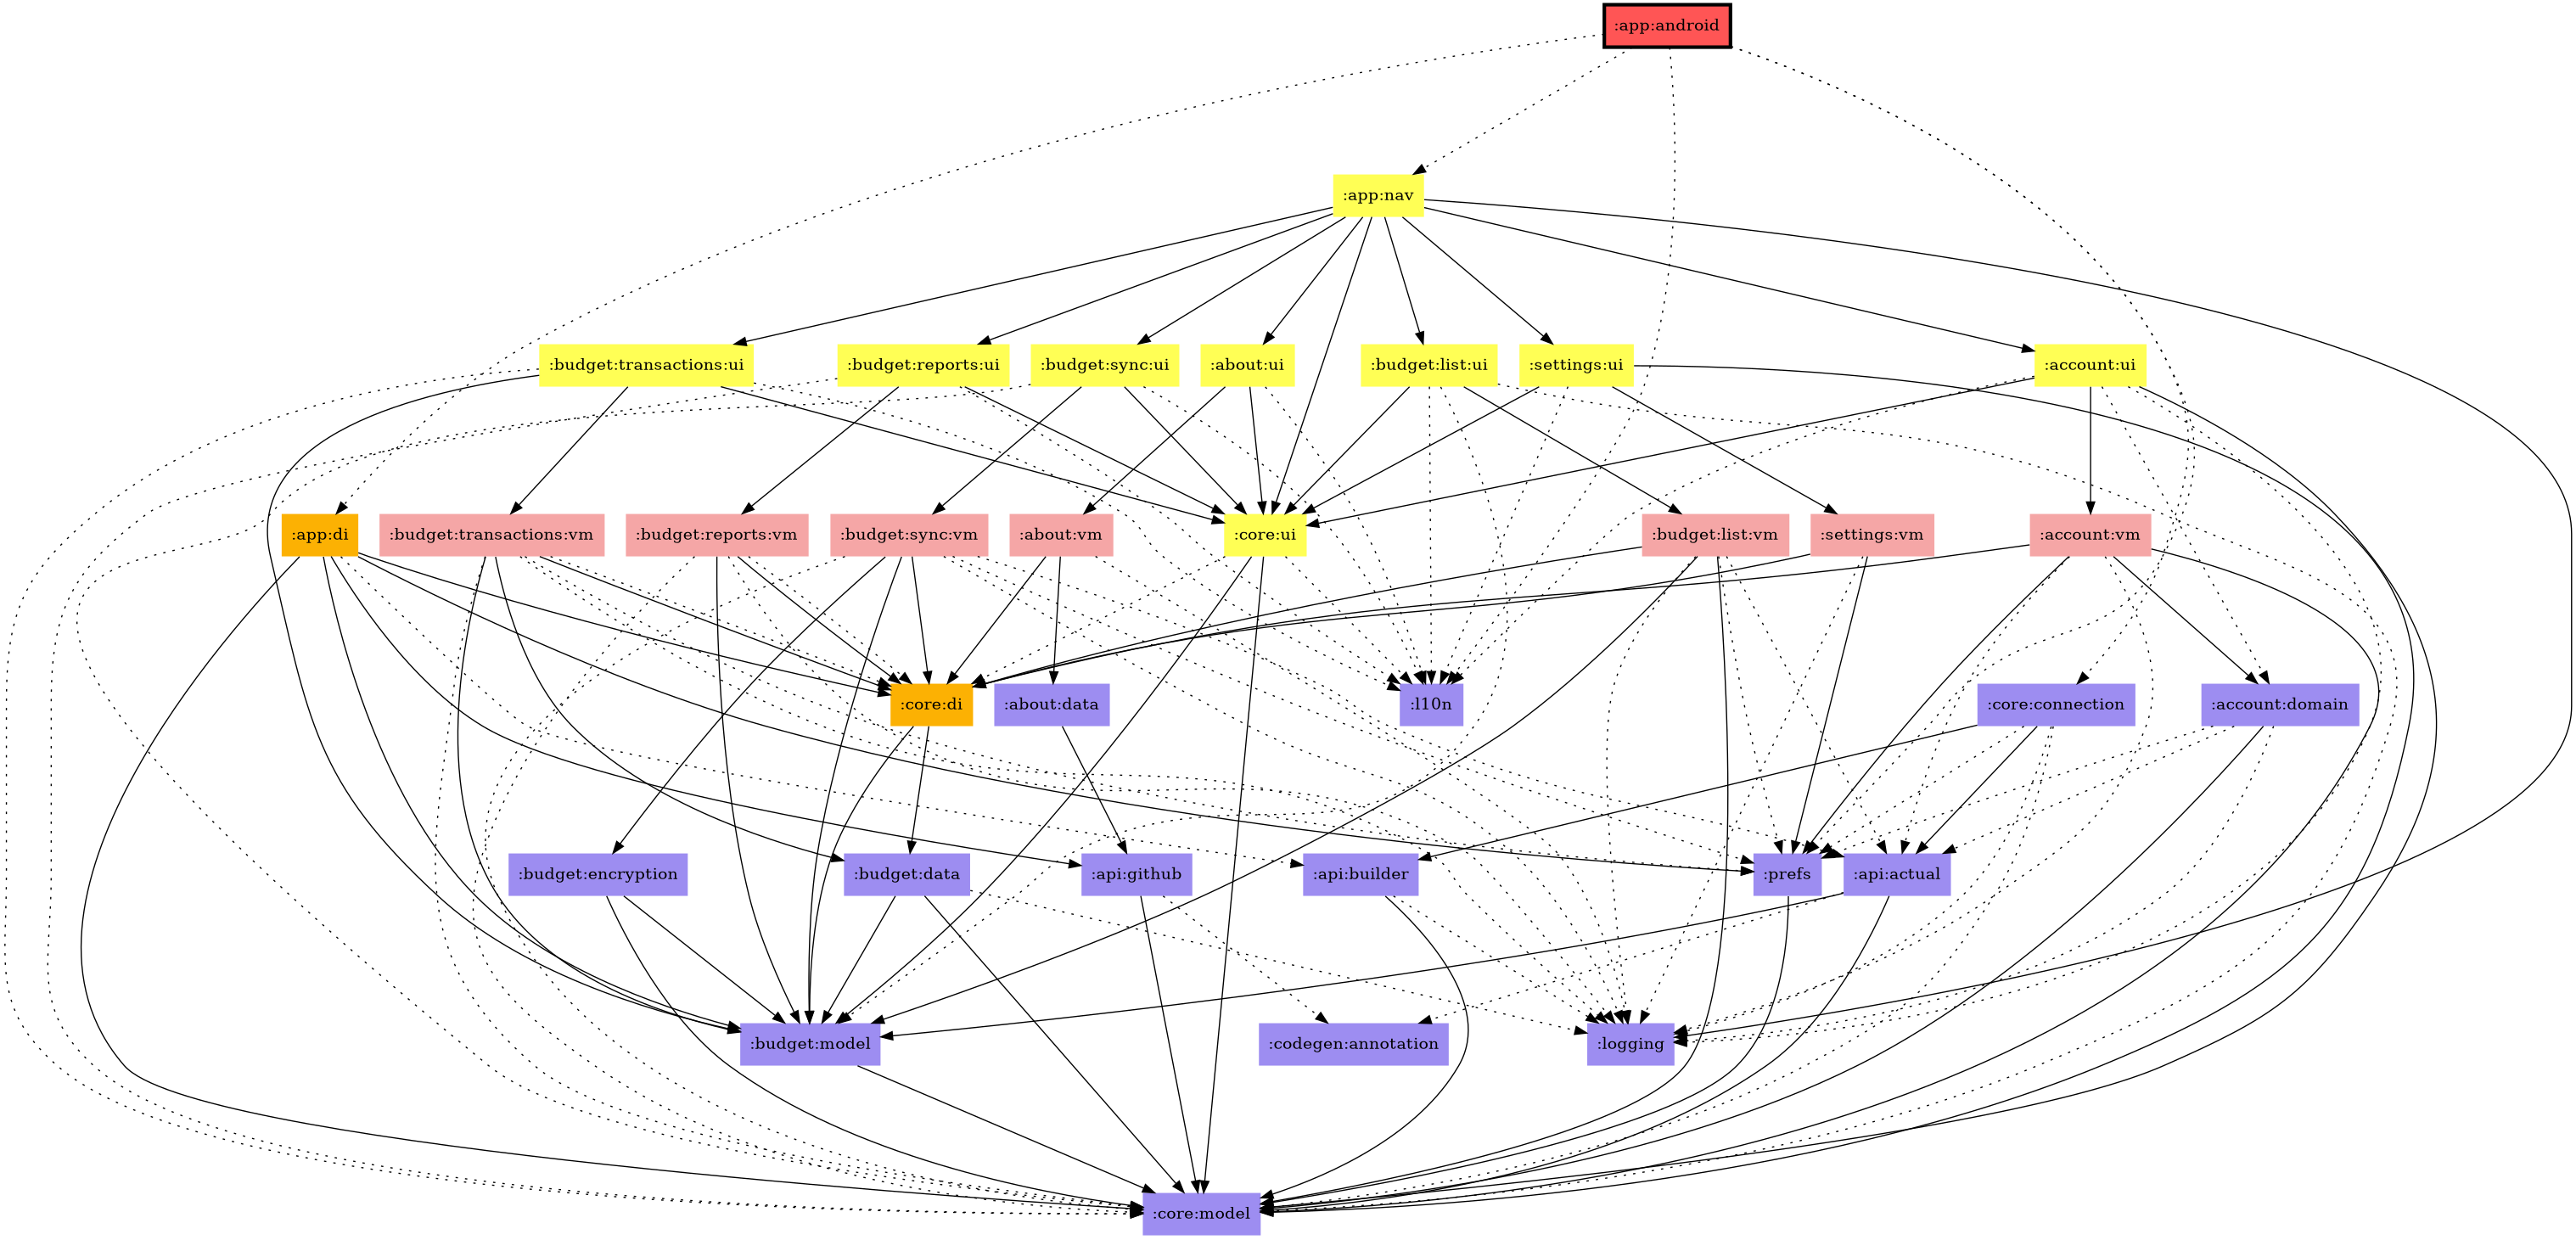 :app:android
:app:nav
:budget:transactions:ui
:budget:reports:ui
:budget:sync:ui
:about:ui
:budget:list:ui
:settings:ui
:account:ui
:app:di
:budget:transactions:vm
:budget:reports:vm
:budget:sync:vm
:about:vm
:core:ui
:budget:list:vm
:settings:vm
:account:vm
:core:di
:about:data
:l10n
:core:connection
:account:domain
:budget:encryption
:budget:data
:api:github
:api:builder
:prefs
:api:actual
:budget:model
:codegen:annotation
:logging
:core:model